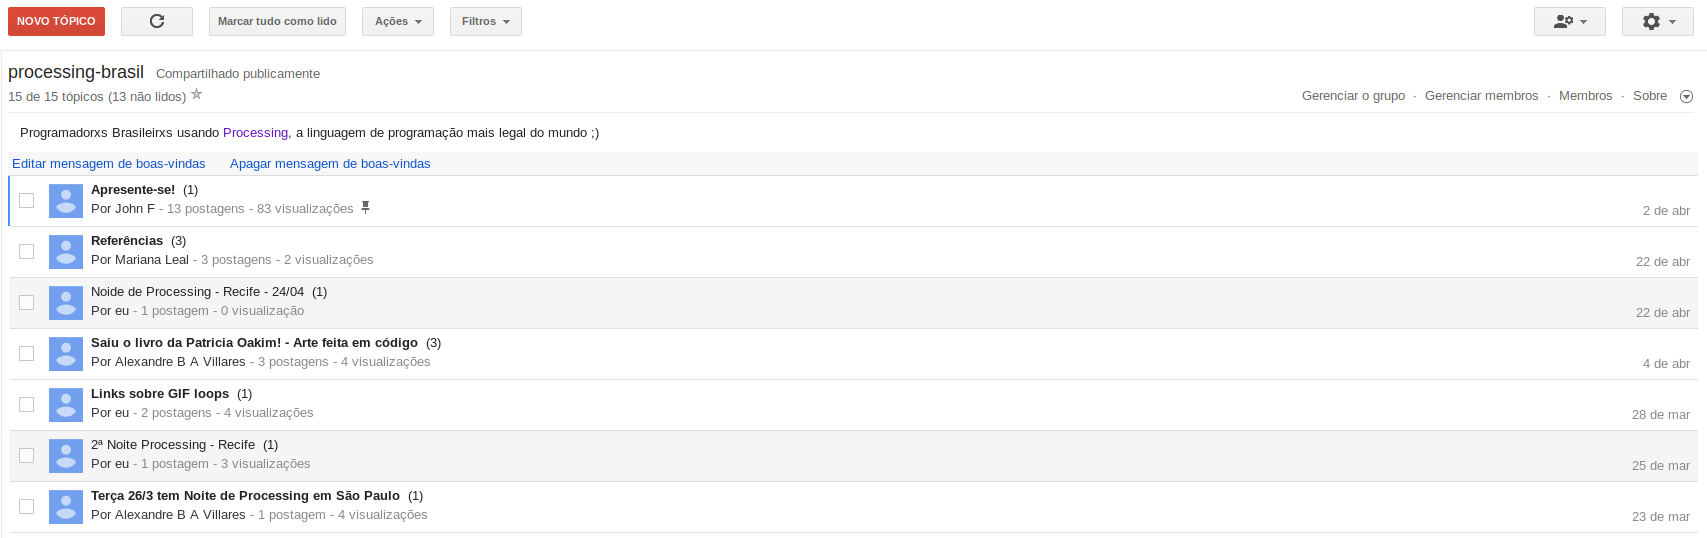 NOVO TÓPICO Marcar tudo como lido Ações Filtros
processing-brasil Compartilhado publicamente
15 de 15 tópicos (13 não lidos) Gerenciar o grupo · Gerenciar membros · Membros · Sobre
Programadorxs Brasileirxs usando Processing, a linguagem de programação mais legal do mundo ;)
Editar mensagem de boas-vindas Apagar mensagem de boas-vindas
Apresente-se! (1)
Por John F - 13 postagens - 83 visualizações 2 de abr
Referências (3)
Por Mariana Leal - 3 postagens - 2 visualizações 22 de abr
Noide de Processing - Recife - 24/04 (1)
Por eu - 1 postagem - 0 visualização 22 de abr
Saiu o livro da Patricia Oakim! - Arte feita em código (3)
Por Alexandre B A Villares - 3 postagens - 4 visualizações 4 de abr
Links sobre GIF loops (1)
Por eu - 2 postagens - 4 visualizações 28 de mar
2ª Noite Processing - Recife (1)
Por eu - 1 postagem - 3 visualizações 25 de mar
Terça 26/3 tem Noite de Processing em São Paulo (1)
Por Alexandre B A Villares - 1 postagem - 4 visualizações 23 de mar